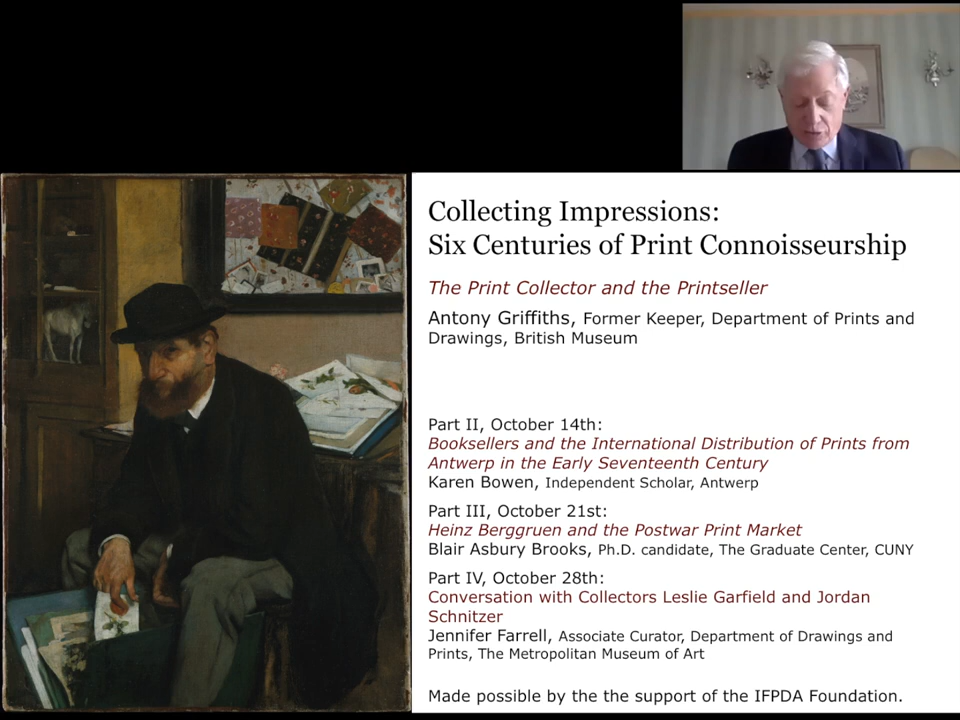 Collecting Impressions:
Six Centuries of Print Connoisseurship
The Print Collector and the Printseller
Antony Griffiths, Former Keeper, Department of Prints and
Drawings, British Museum
Part II, October 14th:
Booksellers and the International Distribution of Prints from
Antwerp in the Early Seventeenth Century
Karen Bowen, Independent Scholar, Antwerp
Part III, October 21st:
Heinz Berggruen and the Postwar Print Market
Blair Asbury Brooks, Ph.D. candidate, The Graduate Center, CUNY
Part IV, October 28th:
Conversation with Collectors Leslie Garfield and Jordan
Schnitzer
Jennifer Farrell, Associate Curator, Department of Drawings and
Prints, The Metropolitan Museum of Art
Made possible by the the support of the IFPDA Foundation.